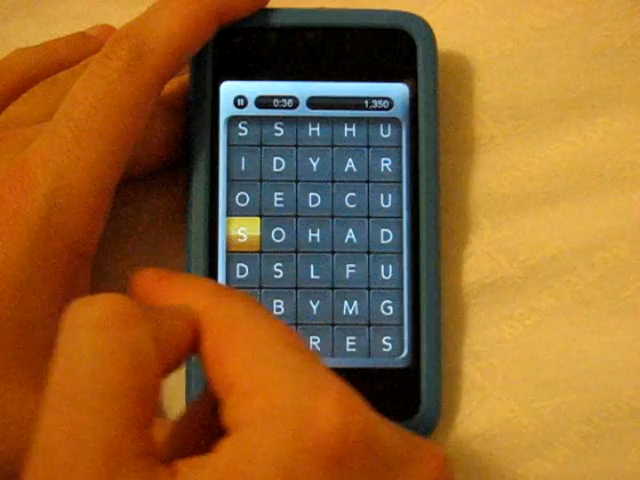 0:36 1,350
S S H H U
I D Y A R
O E D C U
S O H A D
D S L F U
B Y M G
R E S